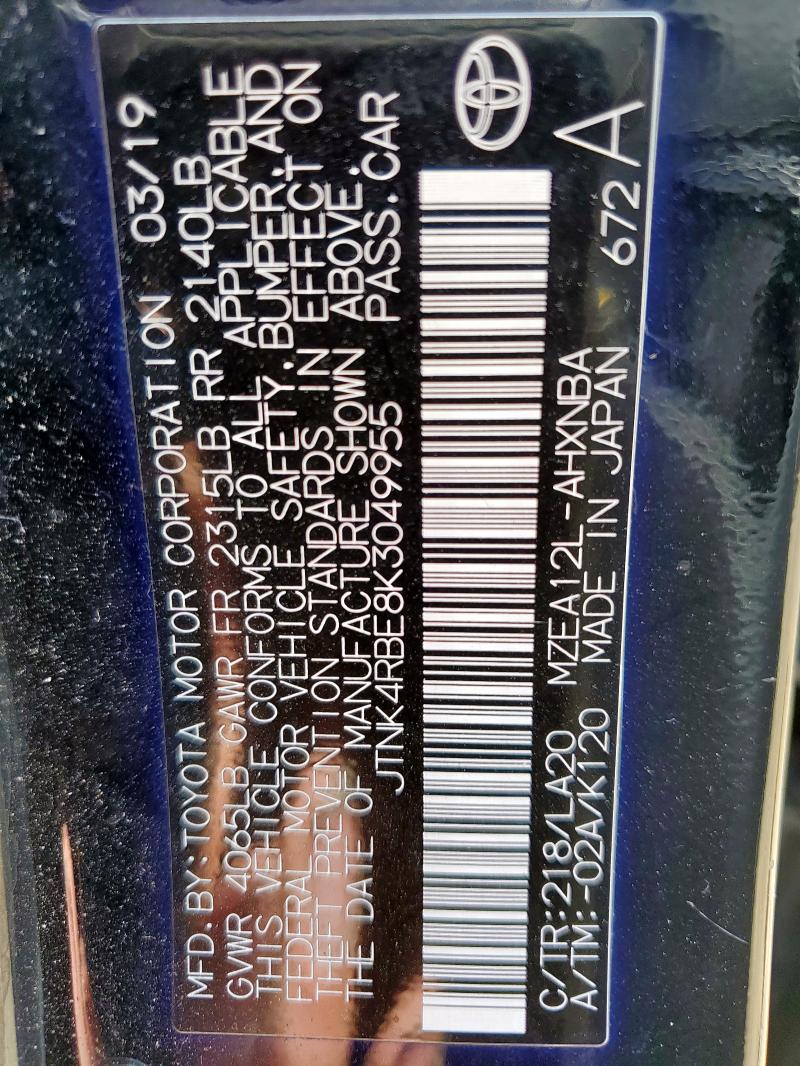 MFD. BY: TOYOTA MOTOR CORPORATION 03/19
GVWR 4065LB GAWR FR 2315LB RR 2140LB
THIS VEHICLE CONFORMS TO ALL APPLICABLE
FEDERAL MOTOR VEHICLE SAFETY, BUMPER, AND
THEFT PREVENTION STANDARDS IN EFFECT ON
THE DATE OF MANUFACTURE SHOWN ABOVE.
JTNK4RBE8K3049955 PASS. CAR
C/TR: 218/LA20 MZEA12L-AHXNBA
A/TM: -02A/K120 MADE IN JAPAN 672 A